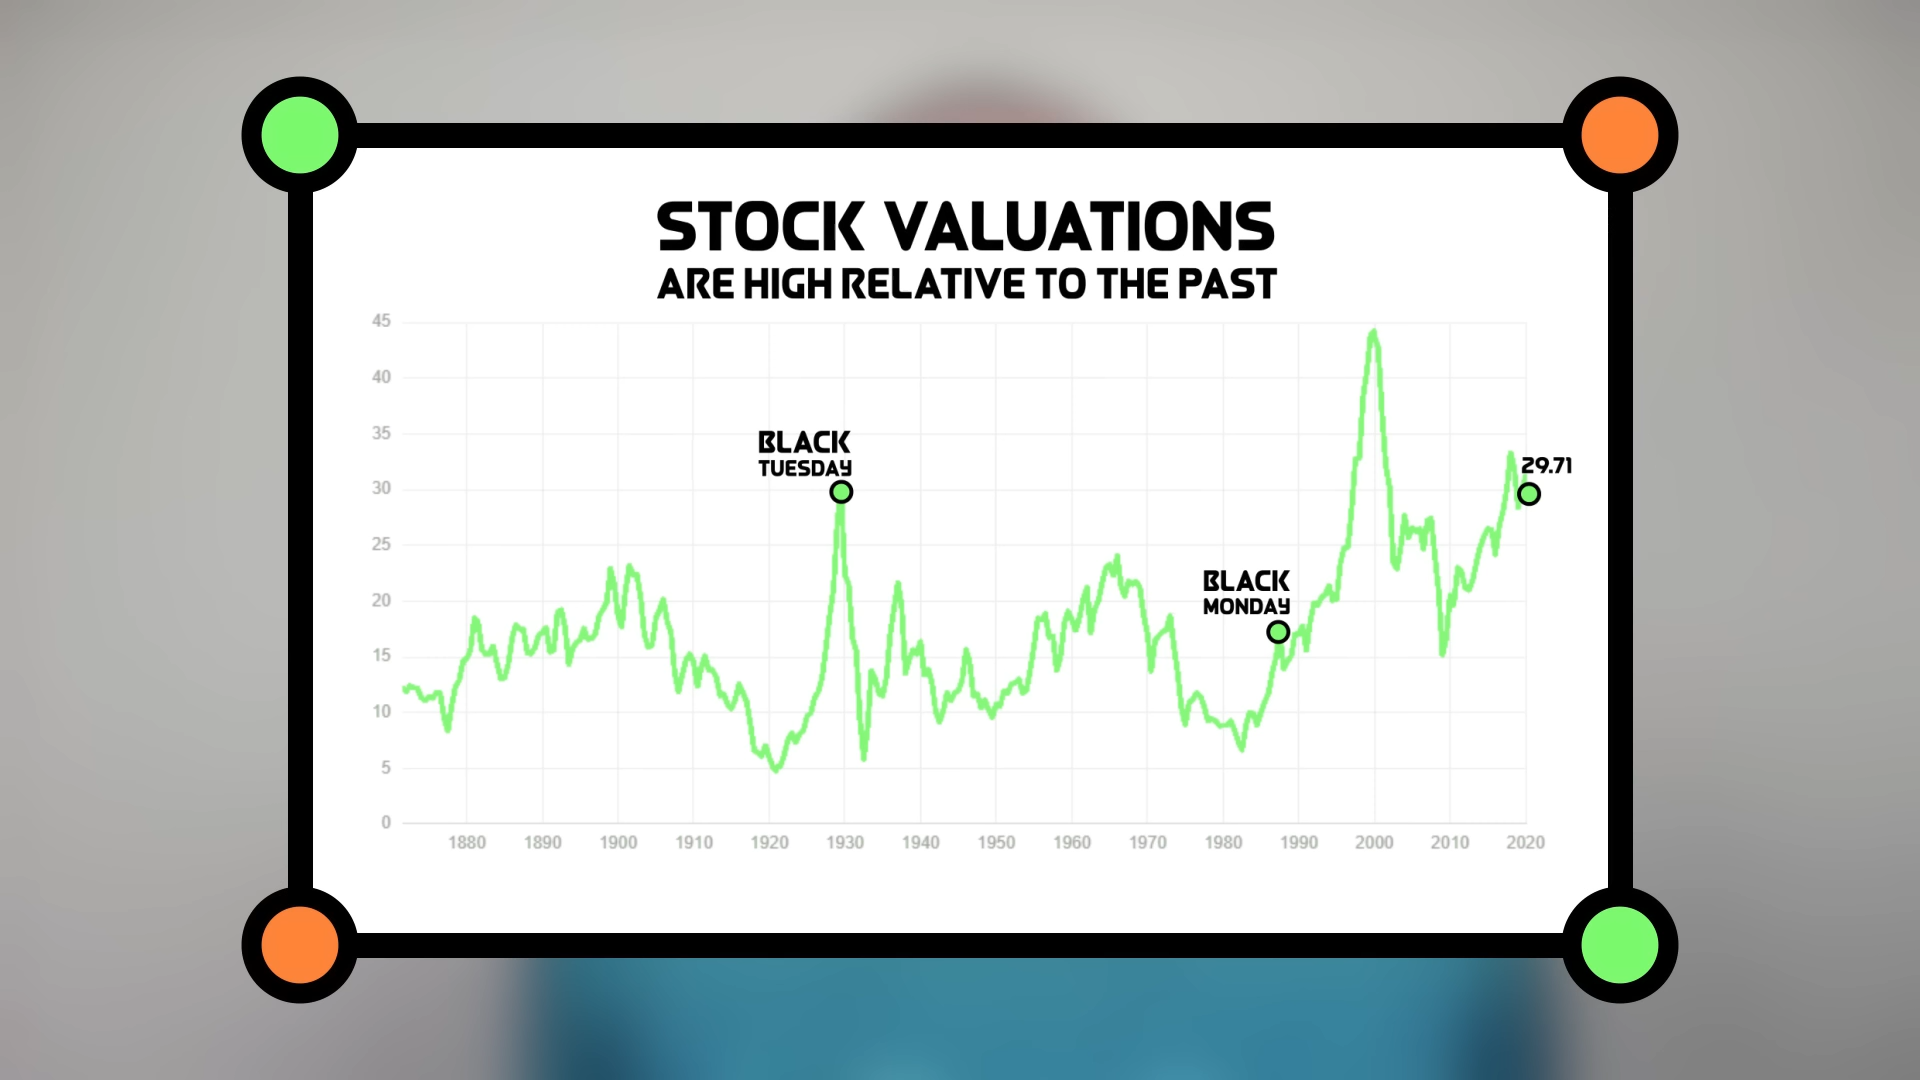 STOCK VALUATIONS
ARE HIGH RELATIVE TO THE PAST
45
40
35
BLACK
TUESDAY
29.71
30
25
BLACK
MONDAY
20
15
10
5
0
1880 1890 1900 1910 1920 1930 1940 1950 1960 1970 1980 1990 2000 2010 2020